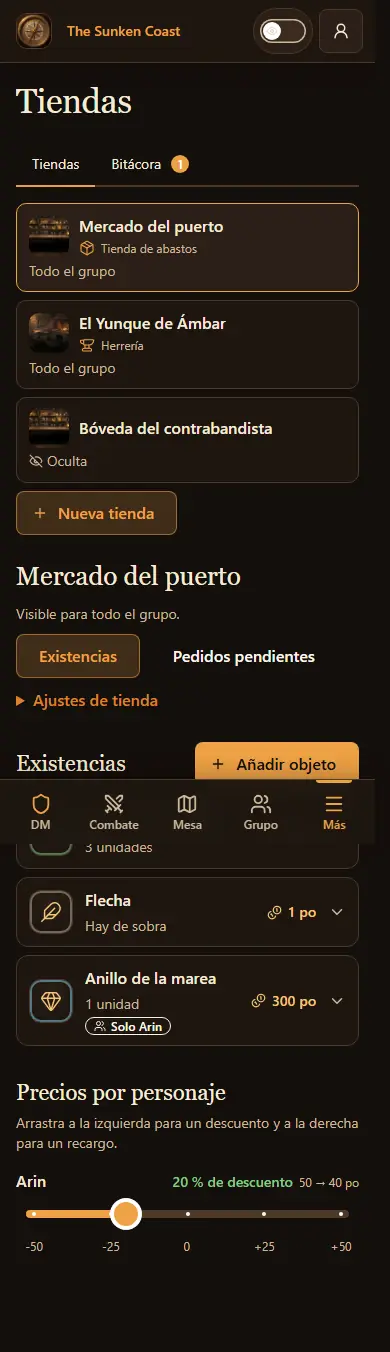 The Sunken Coast
Tiendas
Tiendas
Bitácora 1
Mercado del puerto
Tienda de abastos
Todo el grupo
El Yunque de Ámbar
Herrería
Todo el grupo
Bóveda del contrabandista
Oculta
+ Nueva tienda
Mercado del puerto
Visible para todo el grupo.
Existencias
Pedidos pendientes
Ajustes de tienda
Existencias
+ Añadir objeto
DM
Combate
Mesa
Grupo
Más
3 unidades
Flecha
Hay de sobra
1 po
Anillo de la marea
1 unidad
Solo Arin
300 po
Precios por personaje
Arrastra a la izquierda para un descuento y a la derecha
para un recargo.
Arin
20 % de descuento 50 → 40 po
-50
-25
0
+25
+50